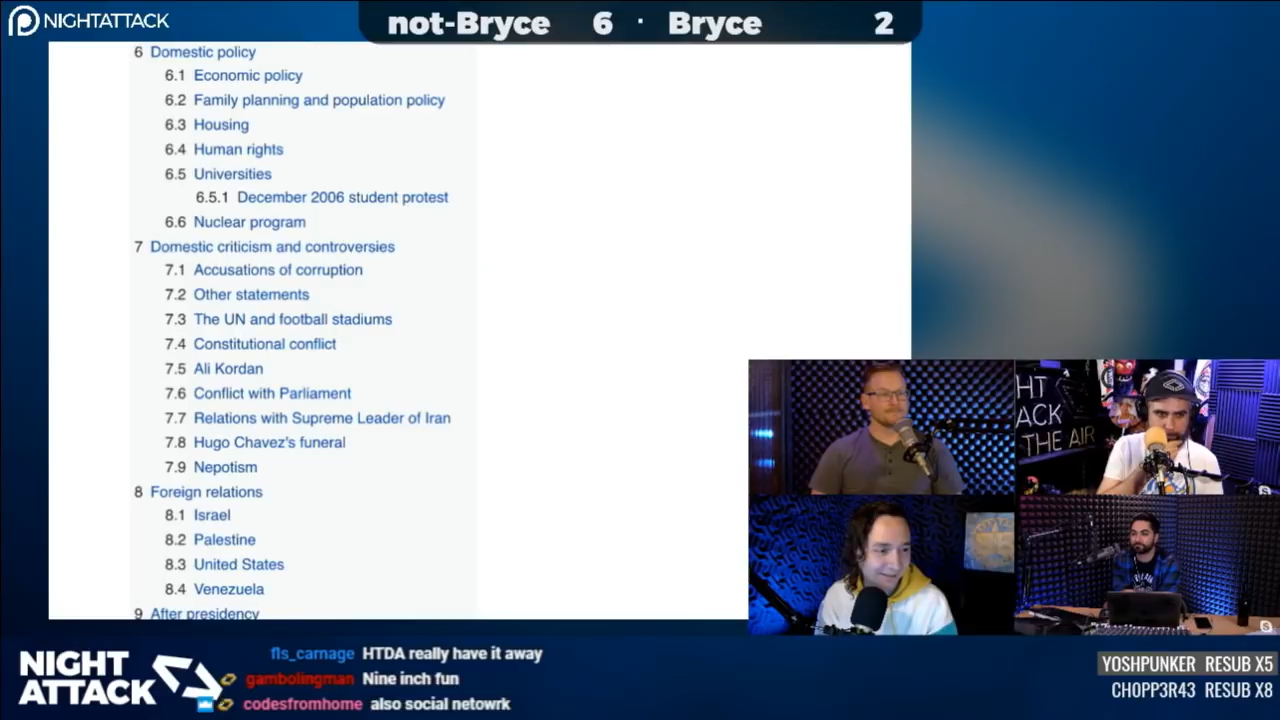 NIGHTATTACK
not-Bryce 6 · Bryce 2
6 Domestic policy
6.1 Economic policy
6.2 Family planning and population policy
6.3 Housing
6.4 Human rights
6.5 Universities
6.5.1 December 2006 student protest
6.6 Nuclear program
7 Domestic criticism and controversies
7.1 Accusations of corruption
7.2 Other statements
7.3 The UN and football stadiums
7.4 Constitutional conflict
7.5 Ali Kordan
7.6 Conflict with Parliament
7.7 Relations with Supreme Leader of Iran
7.8 Hugo Chavez's funeral
7.9 Nepotism
8 Foreign relations
8.1 Israel
8.2 Palestine
8.3 United States
8.4 Venezuela
9 After presidency
HT
ACK
THE AIR
NIGHT
ATTACK
fls_carnage HTDA really have it away
gambolingman Nine inch fun
codesfromhome also social netowrk
YOSHPUNKER RESUB X5
CHOPP3R43 RESUB X8